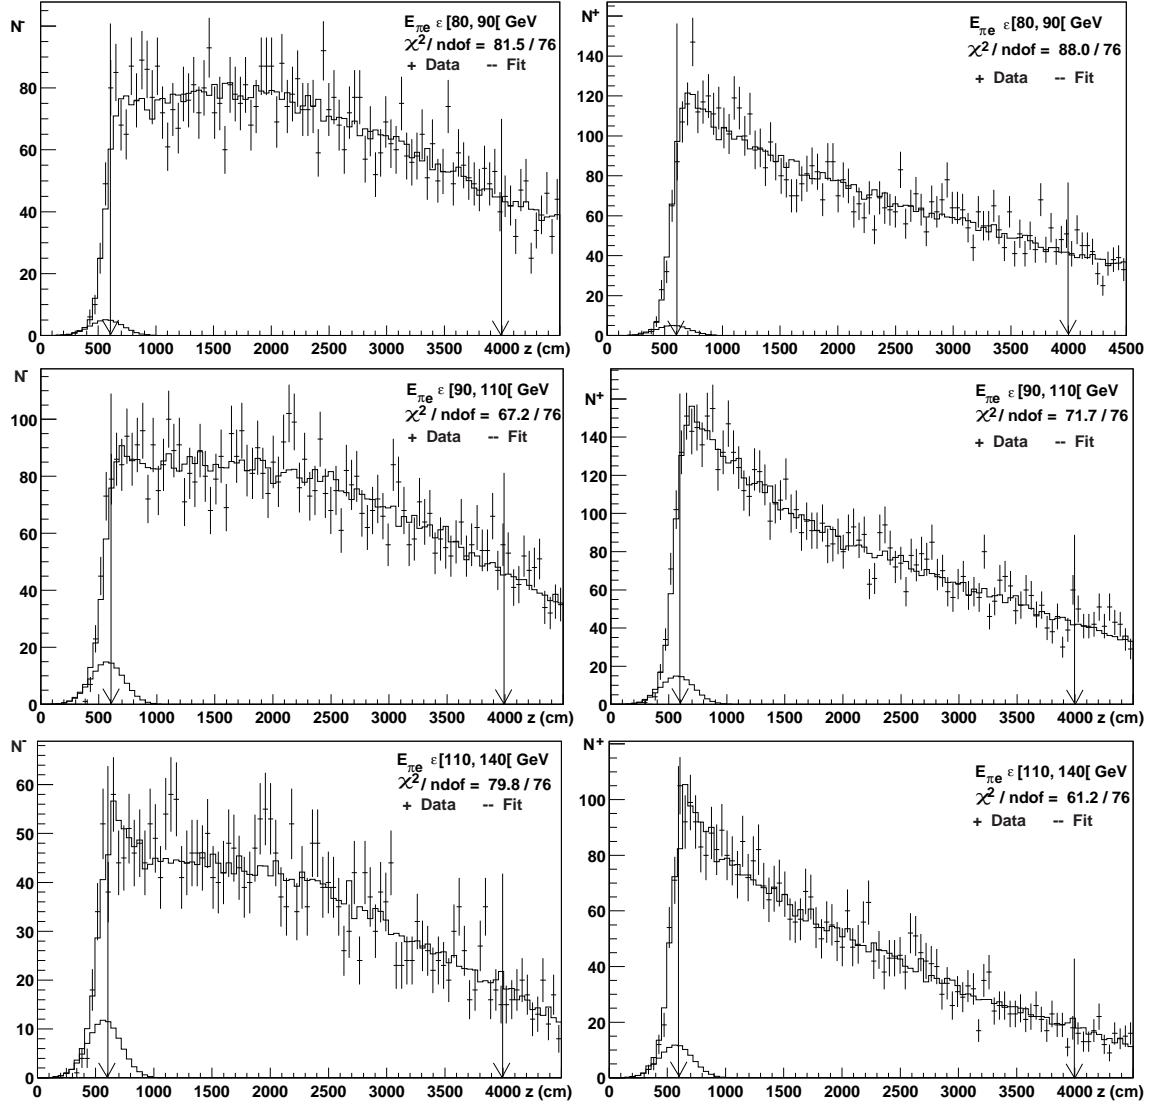 N-
E πe ε [80, 90[ GeV
χ2 / ndof = 81.5 / 76
+ Data -- Fit
80
60
40
20
0
0 500 1000 1500 2000 2500 3000 3500 4000 z (cm)
N+
E πe ε [80, 90[ GeV
χ2 / ndof = 88.0 / 76
+ Data -- Fit
140
120
100
80
60
40
20
0
0 500 1000 1500 2000 2500 3000 3500 4000 4500
N-
E πe ε [90, 110[ GeV
χ2 / ndof = 67.2 / 76
+ Data -- Fit
100
80
60
40
20
0
0 500 1000 1500 2000 2500 3000 3500 4000 z (cm)
N+
E πe ε [90, 110[ GeV
χ2 / ndof = 71.7 / 76
+ Data -- Fit
140
120
100
80
60
40
20
0
0 500 1000 1500 2000 2500 3000 3500 4000 z (cm)
N-
E πe ε [110, 140[ GeV
χ2 / ndof = 79.8 / 76
+ Data -- Fit
60
50
40
30
20
10
0
0 500 1000 1500 2000 2500 3000 3500 4000 z (cm)
N+
E πe ε [110, 140[ GeV
χ2 / ndof = 61.2 / 76
+ Data -- Fit
100
80
60
40
20
0
0 500 1000 1500 2000 2500 3000 3500 4000 z (cm)